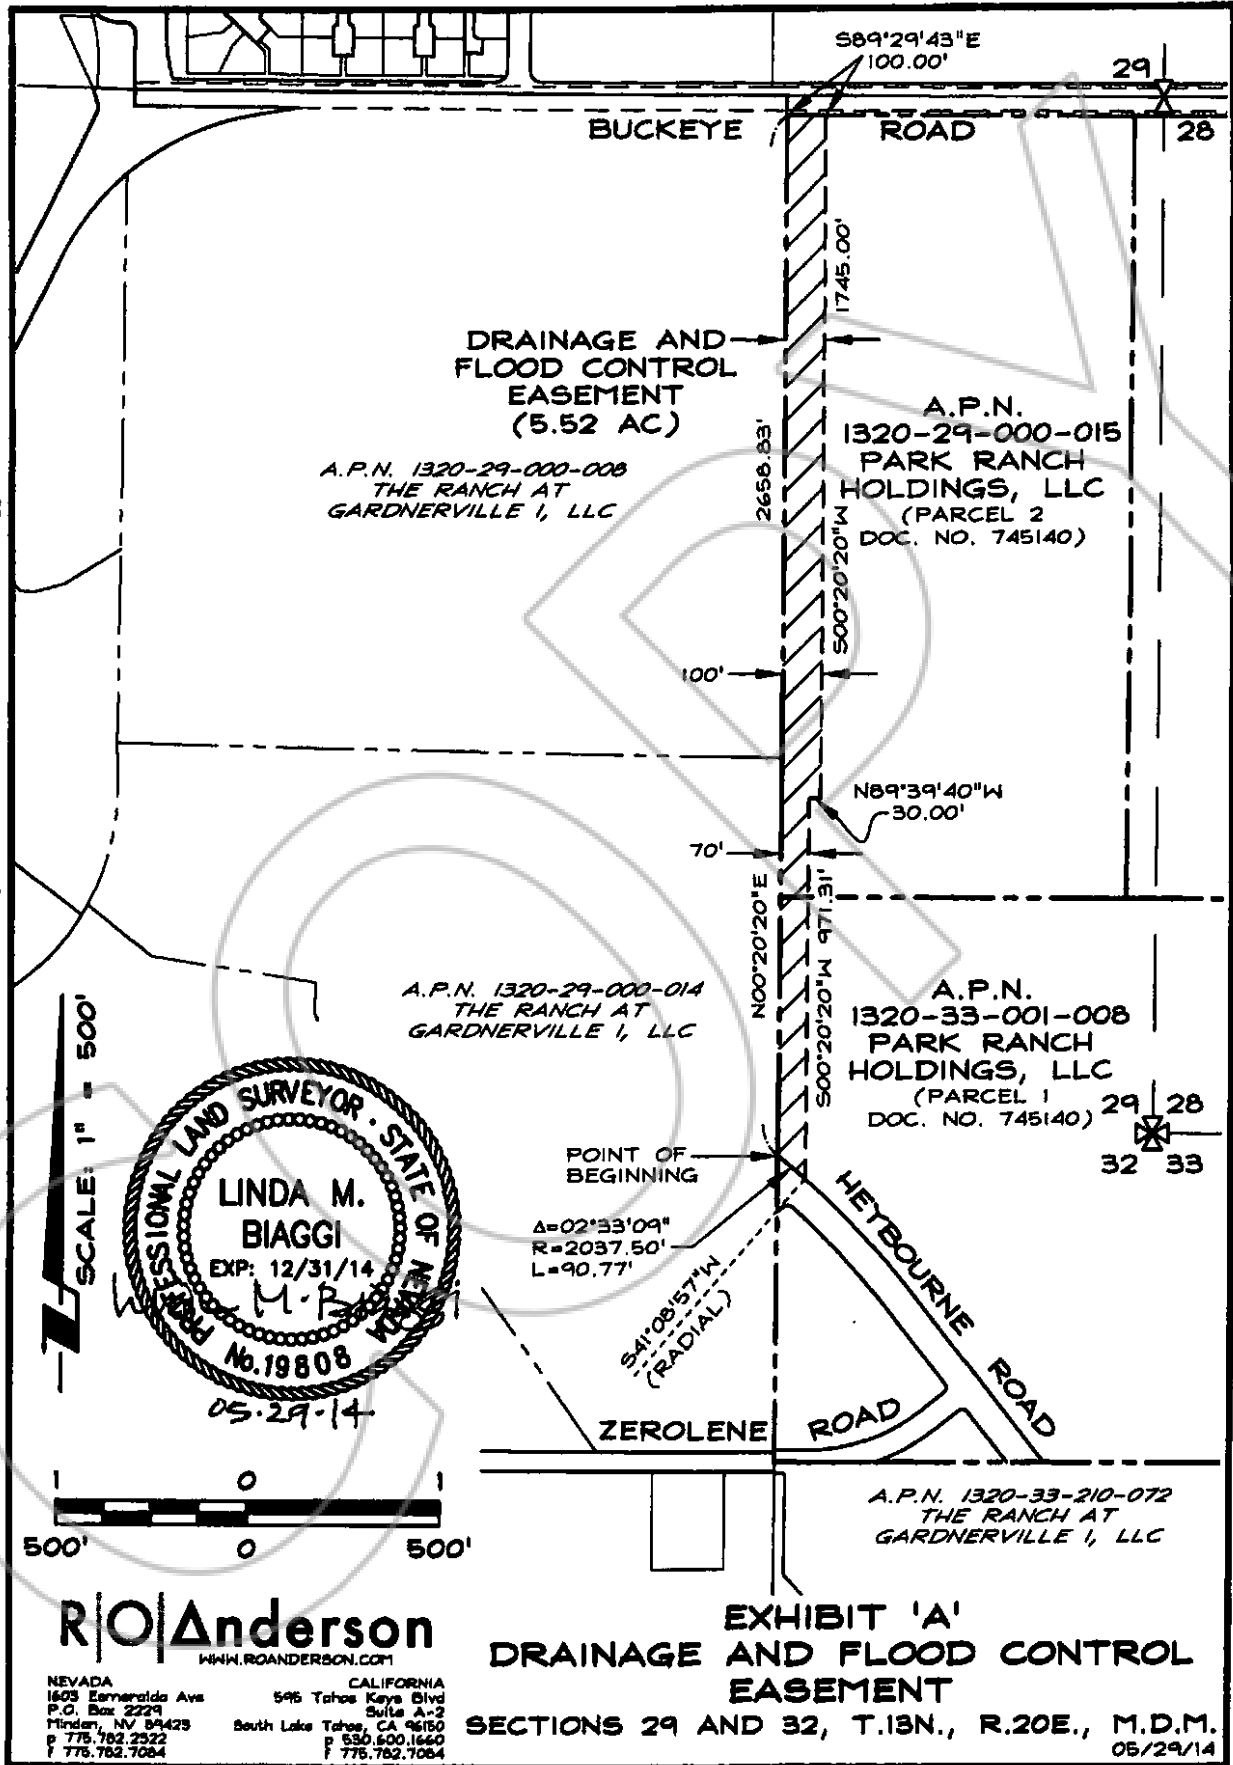 S89°29'43"E
100.00'
29
28
BUCKEYE ROAD
1745.00'
DRAINAGE AND
FLOOD CONTROL
EASEMENT
(5.52 AC)
A.P.N.
1320-29-000-015
PARK RANCH
HOLDINGS, LLC
(PARCEL 2
DOC. NO. 745140)
A.P.N. 1320-29-000-008
THE RANCH AT
GARDNERVILLE I, LLC
2658.83'
S00°20'20"W
100'
N89°39'40"W
30.00'
70'
N00°20'20"E
S00°20'20"W 971.31'
A.P.N. 1320-29-000-014
THE RANCH AT
GARDNERVILLE I, LLC
A.P.N.
1320-33-001-008
PARK RANCH
HOLDINGS, LLC
(PARCEL 1
DOC. NO. 745140)
29 28
32 33
SCALE: 1" = 500'
PROFESSIONAL LAND SURVEYOR · STATE OF NEVADA
LINDA M.
BIAGGI
EXP: 12/31/14
No. 19808
05-29-14
POINT OF
BEGINNING
Δ=02°33'09"
R=2037.50'
L=90.77'
S41°08'57"W
(RADIAL)
HEYBOURNE ROAD
ZEROLENE ROAD
A.P.N. 1320-33-210-072
THE RANCH AT
GARDNERVILLE I, LLC
0
500' 0 500'
R|O|Anderson
WWW.ROANDERSON.COM
NEVADA
1603 Esmeralda Ave
P.O. Box 2229
Minden, NV 89423
p 775.782.2322
f 775.782.7084
CALIFORNIA
595 Tahoe Keys Blvd
Suite A-2
South Lake Tahoe, CA 96150
p 530.600.1660
f 775.782.7084
EXHIBIT 'A'
DRAINAGE AND FLOOD CONTROL
EASEMENT
SECTIONS 29 AND 32, T.13N., R.20E., M.D.M.
05/29/14
COPY